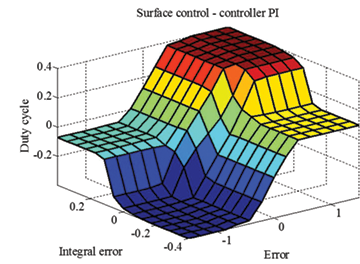 Surface control - controller PI
Duty cycle
0.4
0.2
0
-0.2
0.2
0
-0.2
-0.4
Integral error
-1
0
1
Error